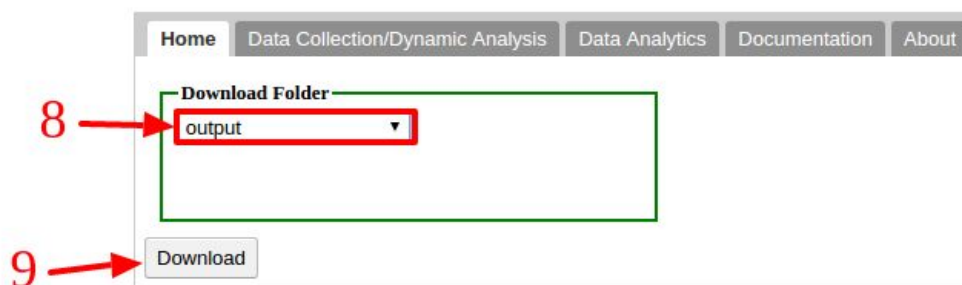 Home Data Collection/Dynamic Analysis Data Analytics Documentation About
Download Folder
8 output
9 Download